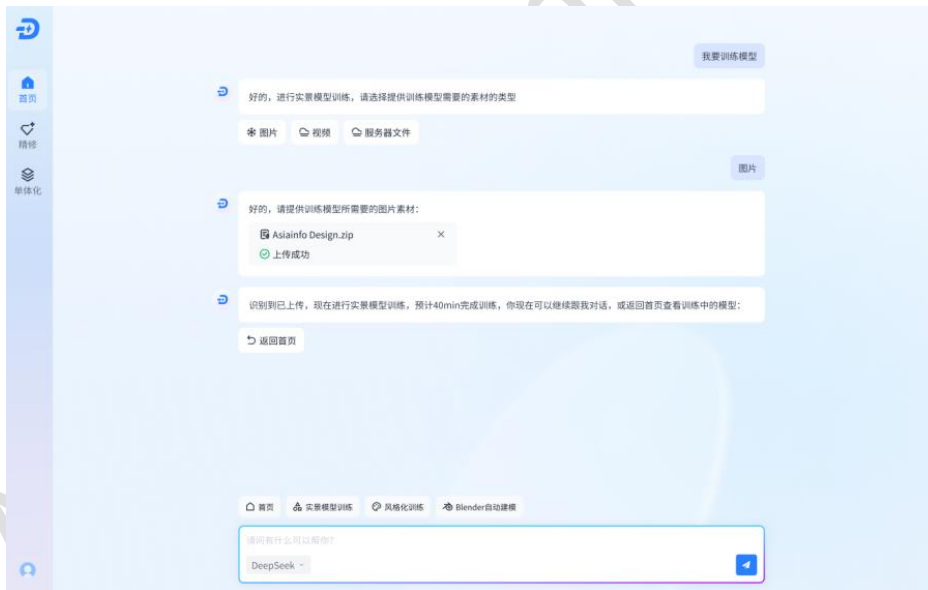 我要训练模型
首页
好的，进行实景模型训练，请选择提供训练模型需要的素材的类型
图片
视频
服务器文件
精修
图片
单体化
好的，请提供训练模型所需要的图片素材：
Asiainfo Design.zip
上传成功
识别到已上传，现在进行实景模型训练，预计40min完成训练，你现在可以继续跟我对话，或返回首页查看训练中的模型：
返回首页
首页
实景模型训练
风格化训练
Blender自动建模
请问有什么可以帮你？
DeepSeek